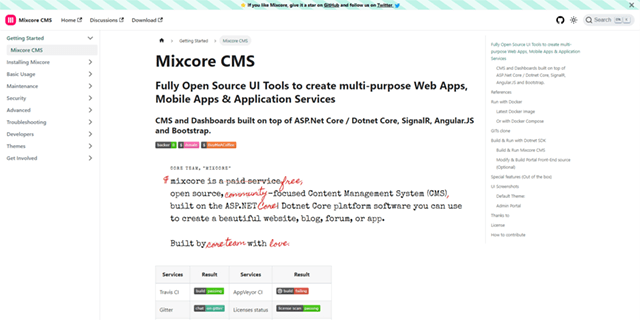 ⭐ If you like Mixcore, give it a star on GitHub and follow us on Twitter
Mixcore CMS
Home
Discussions
Download
Search
Getting Started
Mixcore CMS
Installing Mixcore
Basic Usage
Maintenance
Security
Advanced
Troubleshooting
Developers
Themes
Get Involved
Getting Started
Mixcore CMS
Mixcore CMS
Fully Open Source UI Tools to create multi-purpose Web Apps,
Mobile Apps & Application Services
CMS and Dashboards built on top of ASP.Net Core / Dotnet Core, SignalR, Angular.JS
and Bootstrap.
CORE TEAM, "MIXCORE"
mixcore is a paid service free,
open source, community-focused Content Management System (CMS),
built on the ASP.NET Core! Dotnet Core platform software you can use
to create a beautiful website, blog, forum, or app.
Built by core team with love.
Services Result Services Result
Travis CI build passing AppVeyor CI build failing
Gitter chat on gitter Licenses status license scan passing
Fully Open Source UI Tools to create multi-
purpose Web Apps, Mobile Apps & Application
Services
CMS and Dashboards built on top of
ASP.Net Core / Dotnet Core, SignalR,
Angular.JS and Bootstrap.
References
Run with Docker
Latest Docker Image
Or with Docker Compose
GITs clone
Build & Run with Dotnet SDK
Build & Run Mixcore CMS
Modify & Build Portal Front-End source
(Optional)
Special features (Out of the box)
UI Screenshots
Default Themes
Admin Portal
Thanks to
License
How to contribute